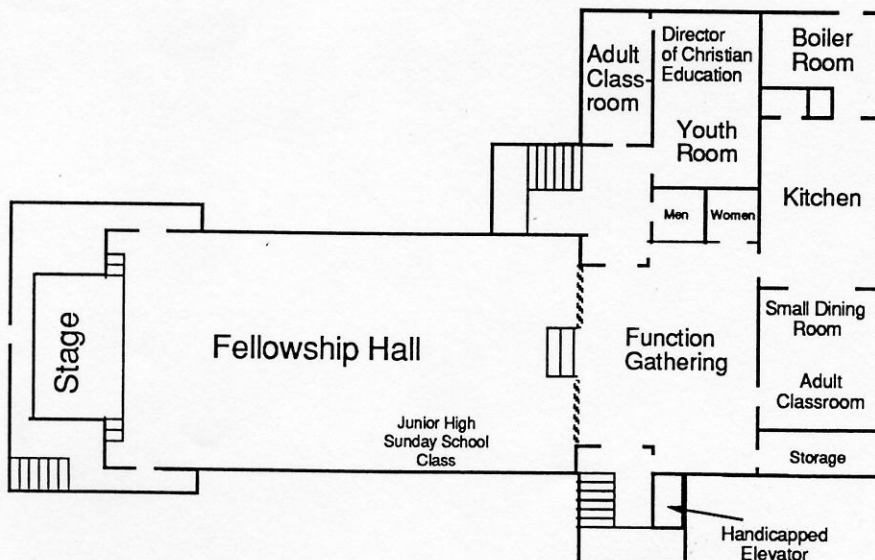 Adult
Class-
room
Director
of Christian
Education
Youth
Room
Boiler
Room
Men
Women
Kitchen
Stage
Fellowship Hall
Function
Gathering
Small Dining
Room
Adult
Classroom
Junior High
Sunday School
Class
Storage
Handicapped
Elevator